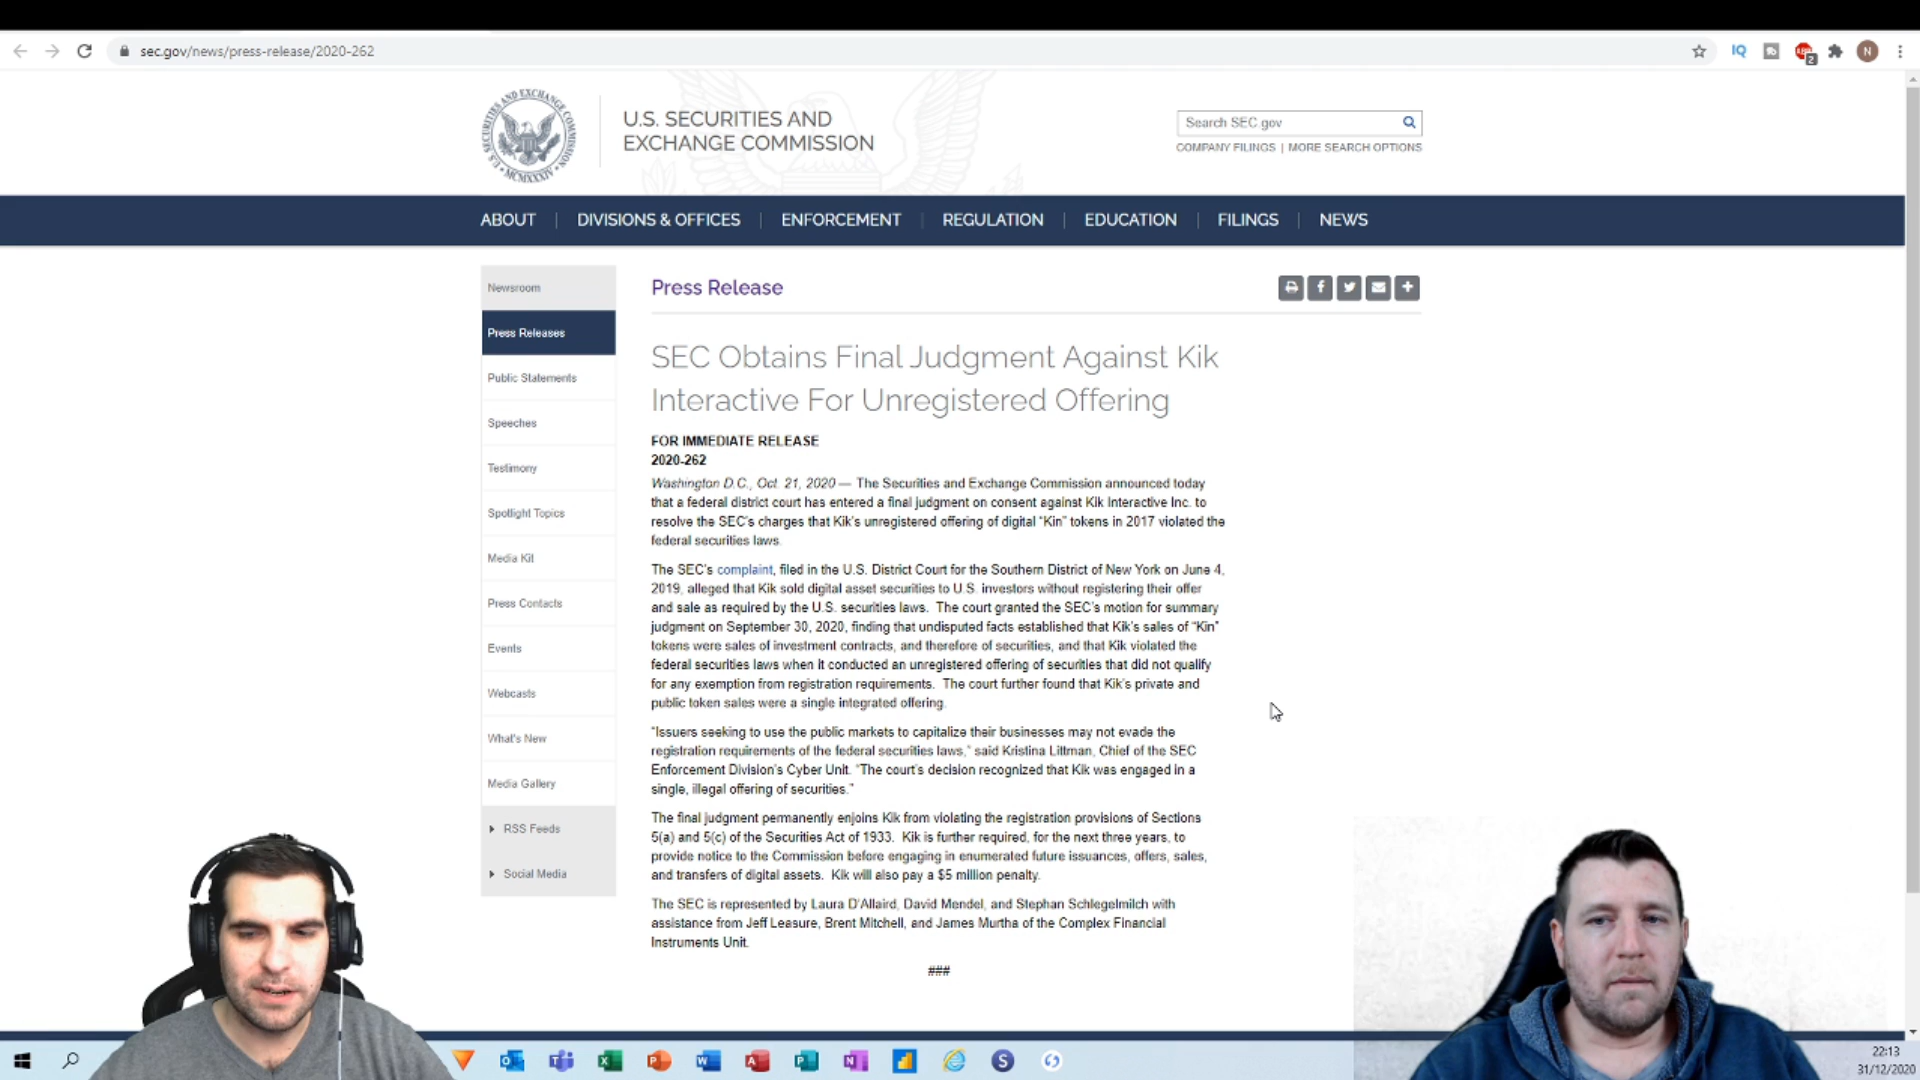 sec.gov/news/press-release/2020-262
IQ
2
N
SECURITIES AND EXCHANGE COMMISSION
MCMXXXIV
U.S. SECURITIES AND
EXCHANGE COMMISSION
Search SEC.gov
COMPANY FILINGS | MORE SEARCH OPTIONS
ABOUT | DIVISIONS & OFFICES | ENFORCEMENT | REGULATION | EDUCATION | FILINGS | NEWS
Newsroom
Press Releases
Public Statements
Speeches
Testimony
Spotlight Topics
Media Kit
Press Contacts
Events
Webcasts
What's New
Media Gallery
RSS Feeds
Social Media
Press Release
SEC Obtains Final Judgment Against Kik
Interactive For Unregistered Offering
FOR IMMEDIATE RELEASE
2020-262
Washington D.C., Oct. 21, 2020 — The Securities and Exchange Commission announced today
that a federal district court has entered a final judgment on consent against Kik Interactive Inc. to
resolve the SEC's charges that Kik's unregistered offering of digital “Kin” tokens in 2017 violated the
federal securities laws.
The SEC's complaint, filed in the U.S. District Court for the Southern District of New York on June 4,
2019, alleged that Kik sold digital asset securities to U.S. investors without registering their offer
and sale as required by the U.S. securities laws. The court granted the SEC's motion for summary
judgment on September 30, 2020, finding that undisputed facts established that Kik's sales of “Kin”
tokens were sales of investment contracts, and therefore of securities, and that Kik violated the
federal securities laws when it conducted an unregistered offering of securities that did not qualify
for any exemption from registration requirements. The court further found that Kik's private and
public token sales were a single integrated offering.
“Issuers seeking to use the public markets to capitalize their businesses may not evade the
registration requirements of the federal securities laws,” said Kristina Littman, Chief of the SEC
Enforcement Division's Cyber Unit. “The court's decision recognized that Kik was engaged in a
single, illegal offering of securities.”
The final judgment permanently enjoins Kik from violating the registration provisions of Sections
5(a) and 5(c) of the Securities Act of 1933. Kik is further required, for the next three years, to
provide notice to the Commission before engaging in enumerated future issuances, offers, sales,
and transfers of digital assets. Kik will also pay a $5 million penalty.
The SEC is represented by Laura D'Allaird, David Mendel, and Stephan Schlegelmilch with
assistance from Jeff Leasure, Brent Mitchell, and James Murtha of the Complex Financial
Instruments Unit.
###
22:13
31/12/2020